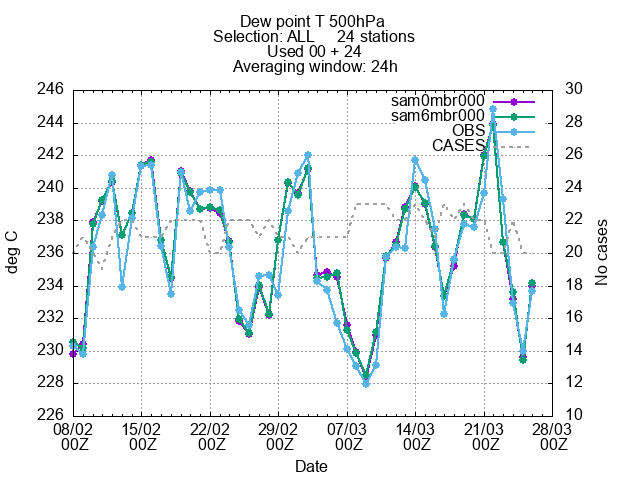 Dew point T 500hPa
Selection: ALL 24 stations
Used 00 + 24
Averaging window: 24h
246
244
242
240
238
236
234
232
230
228
226
deg C
30
28
26
24
22
20
18
16
14
12
10
No cases
sam0mbr000
sam6mbr000
OBS
CASES
08/02 15/02 22/02 29/02 07/03 14/03 21/03 28/03
00Z 00Z 00Z 00Z 00Z 00Z 00Z 00Z
Date